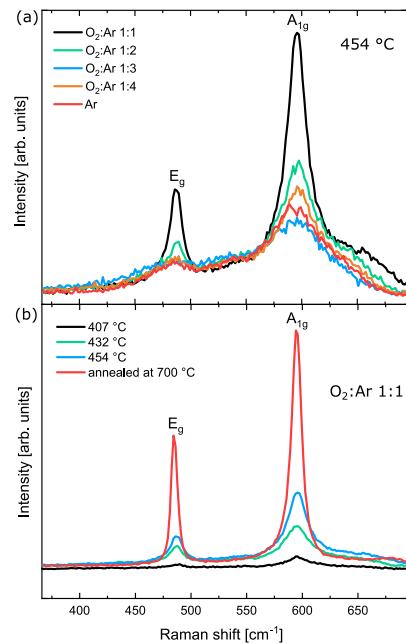 (a)
O₂:Ar 1:1
O₂:Ar 1:2
O₂:Ar 1:3
O₂:Ar 1:4
Ar
A₁g
454 °C
Eg
Intensity [arb. units]
(b)
407 °C
432 °C
454 °C
annealed at 700 °C
A₁g
O₂:Ar 1:1
Eg
Intensity [arb. units]
400 450 500 550 600 650
Raman shift [cm⁻¹]